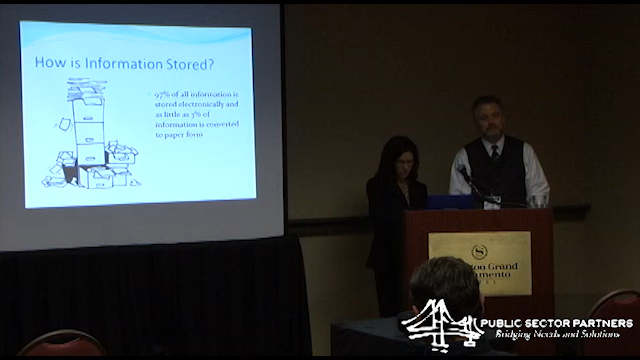 How is Information Stored?
97% of all information is
stored electronically and
as little as 3% of
information is converted
to paper form
Grand
PUBLIC SECTOR PARTNERS
Bridging Needs and Solutions